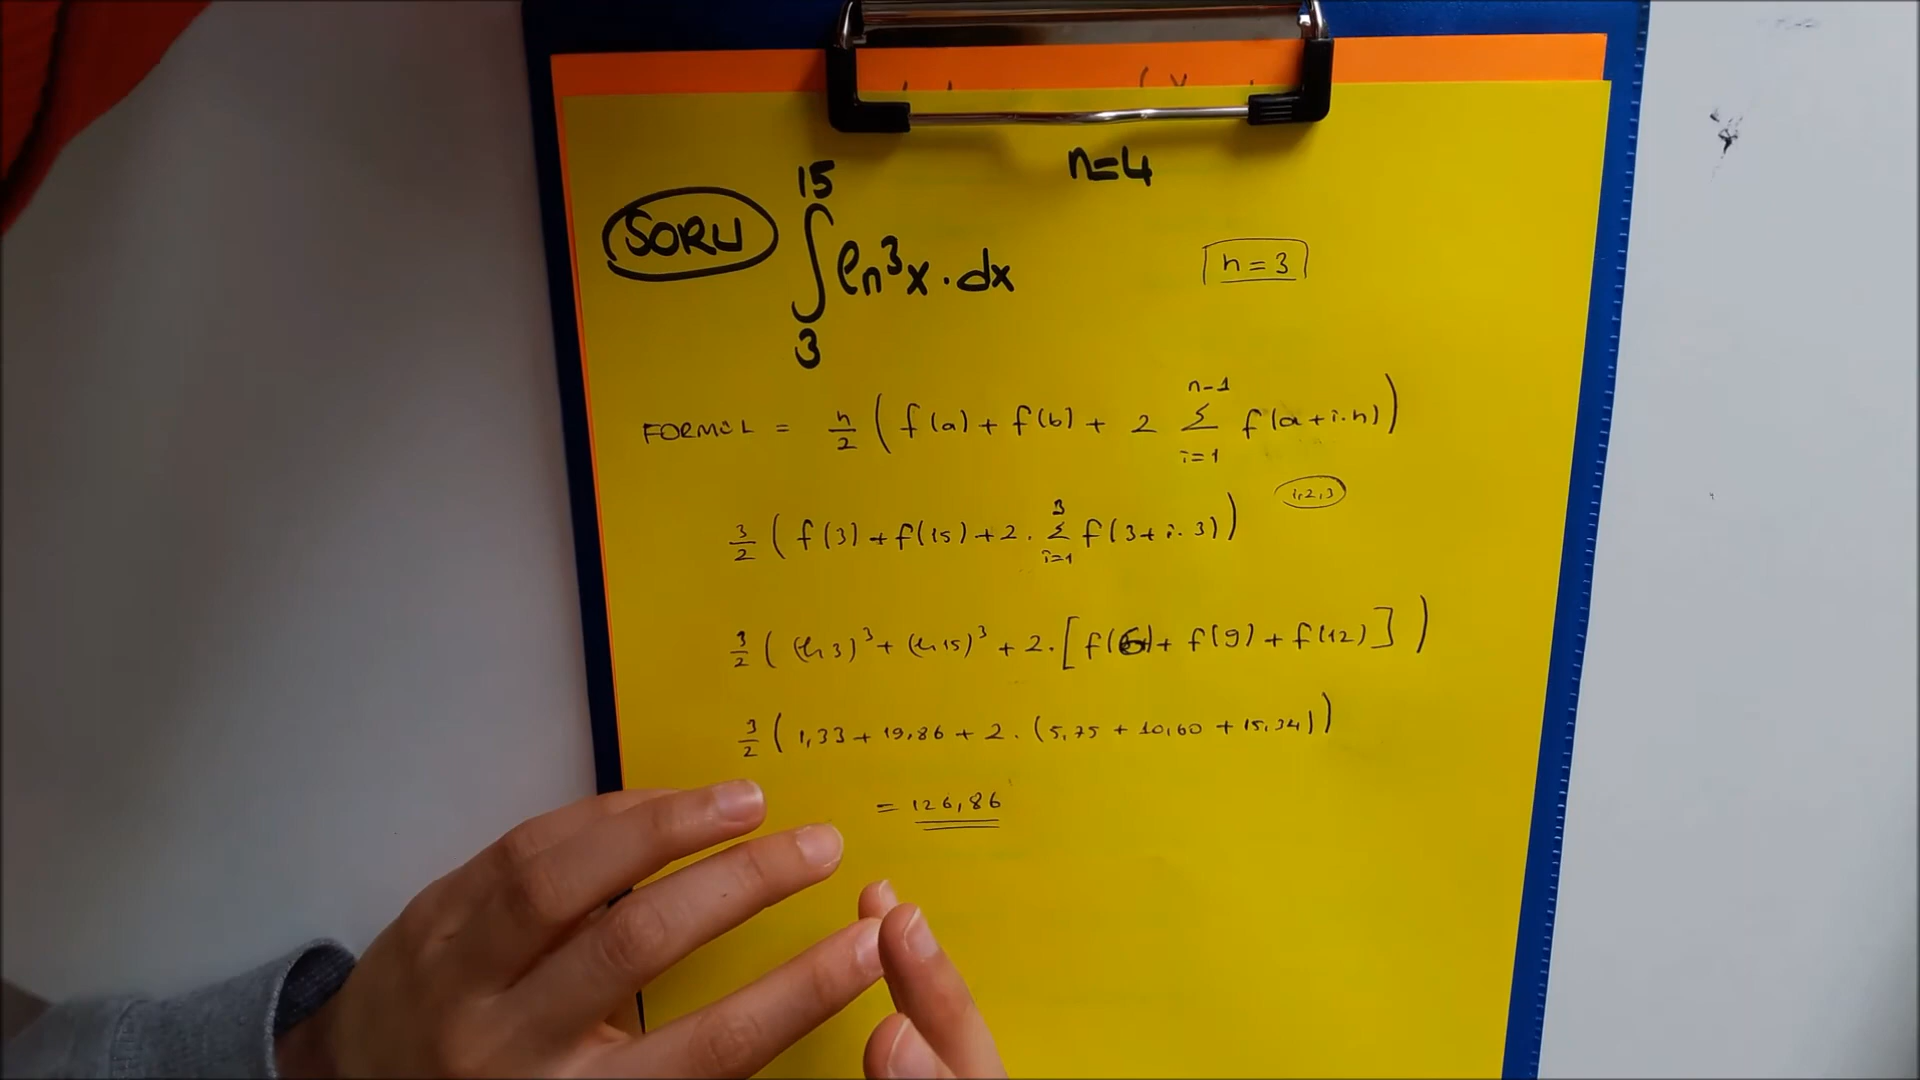 n=4
SORU ∫₃¹⁵ ln³x·dx
h=3
FORMÜL = h/2 ( f(a) + f(b) + 2 Σ_{i=1}^{n-1} f(a+i.h) )
1,2,3
3/2 ( f(3) + f(15) + 2. Σ_{i=1}^{3} f(3+i.3) )
3/2 ( (ln3)³ + (ln15)³ + 2. [ f(6) + f(9) + f(12) ] )
3/2 ( 1,33 + 19,86 + 2. (5,75 + 10,60 + 15,34) )
= 126,86